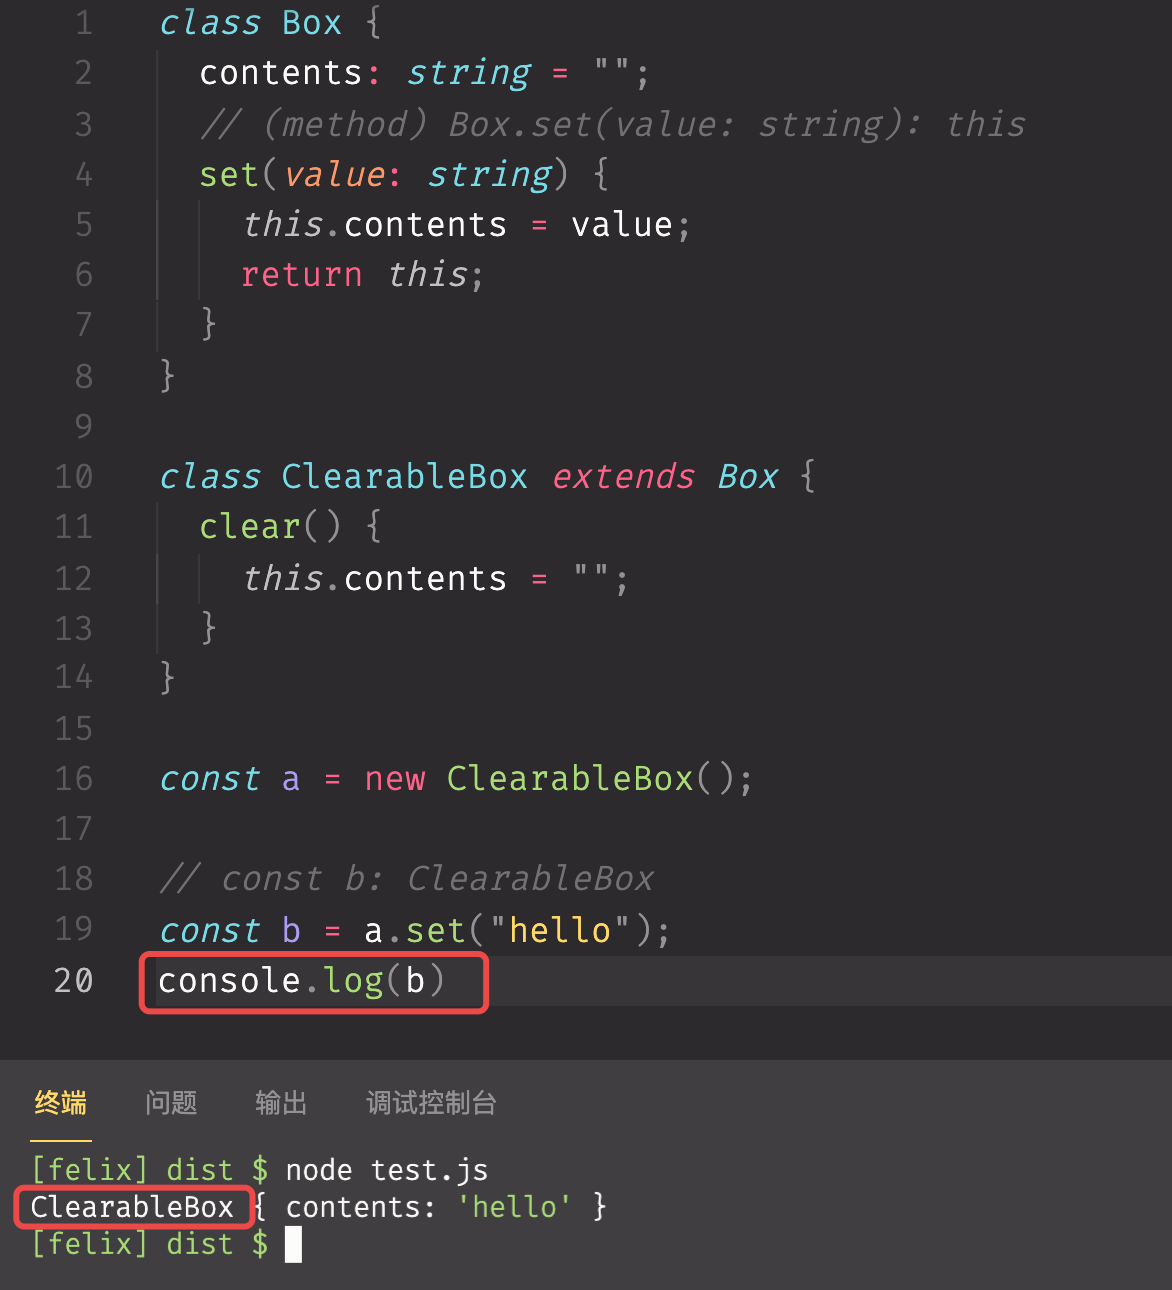 1 class Box {
2 contents: string = "";
3 // (method) Box.set(value: string): this
4 set(value: string) {
5 this.contents = value;
6 return this;
7 }
8 }
9
10 class ClearableBox extends Box {
11 clear() {
12 this.contents = "";
13 }
14 }
15
16 const a = new ClearableBox();
17
18 // const b: ClearableBox
19 const b = a.set("hello");
20 console.log(b)
终端 问题 输出 调试控制台
[felix] dist $ node test.js
ClearableBox { contents: 'hello' }
[felix] dist $